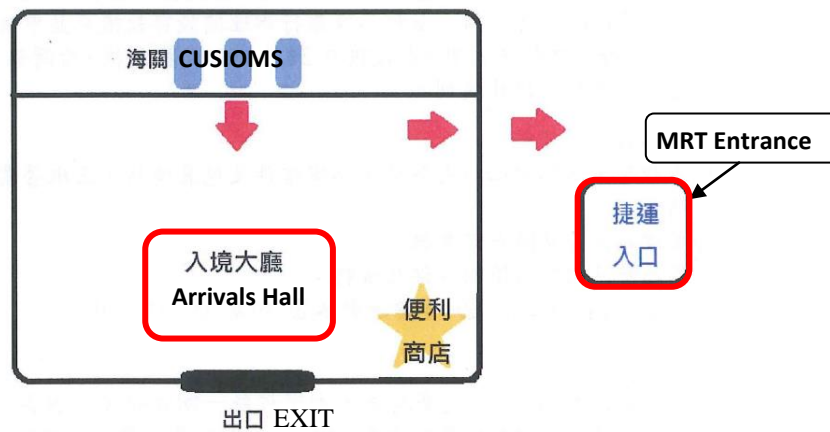 海關 CUSIOMS
MRT Entrance
捷運
入口
入境大廳
Arrivals Hall
便利
商店
出口 EXIT